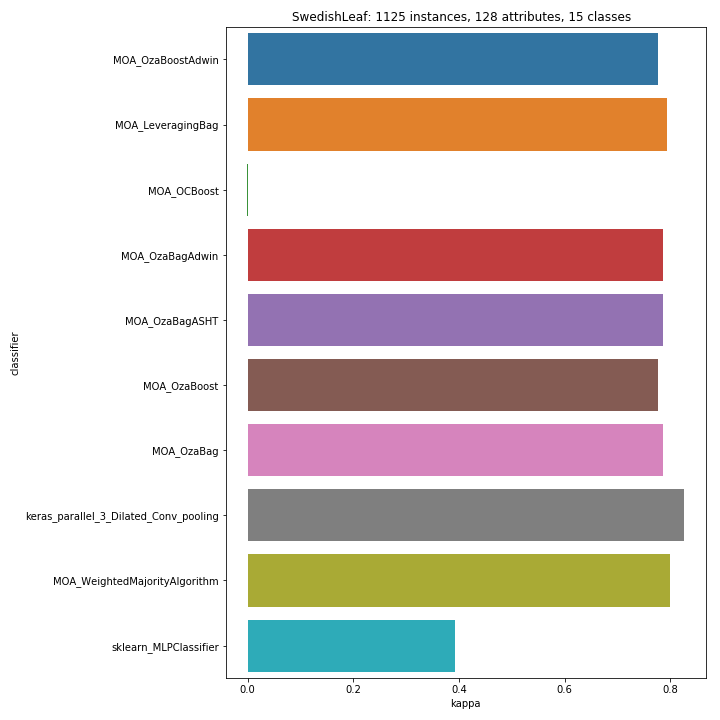 SwedishLeaf: 1125 instances, 128 attributes, 15 classes
MOA_OzaBoostAdwin
MOA_LeveragingBag
MOA_OCBoost
MOA_OzaBagAdwin
MOA_OzaBagASHT
MOA_OzaBoost
MOA_OzaBag
keras_parallel_3_Dilated_Conv_pooling
MOA_WeightedMajorityAlgorithm
sklearn_MLPClassifier
classifier
0.0 0.2 0.4 0.6 0.8
kappa